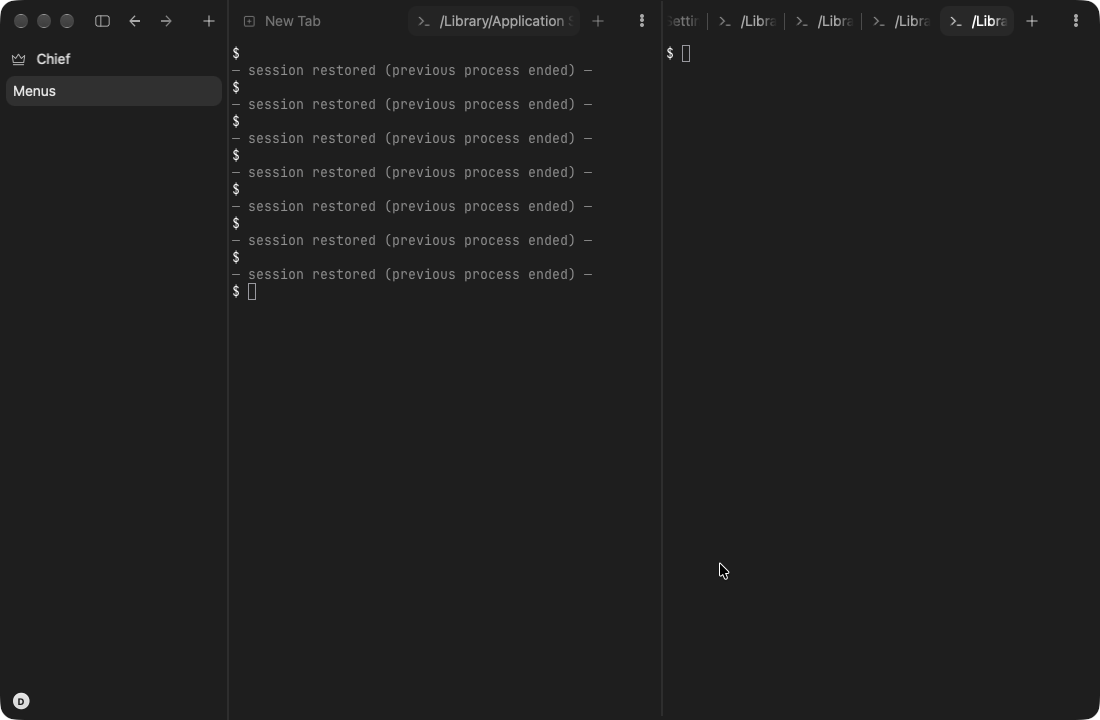 Chief
Menus
D
New Tab
>_ /Library/Application
$
— session restored (previous process ended) —
$
— session restored (previous process ended) —
$
— session restored (previous process ended) —
$
— session restored (previous process ended) —
$
— session restored (previous process ended) —
$
— session restored (previous process ended) —
$
— session restored (previous process ended) —
$
Settin >_ /Libra >_ /Libra >_ /Libra >_ /Libra
$